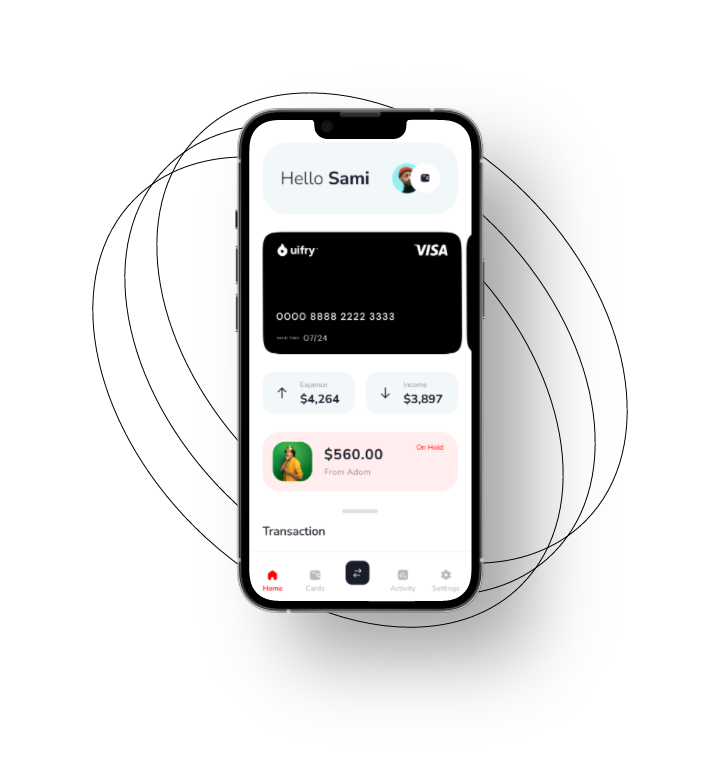 Hello Sami
uifry
VISA
0000 8888 2222 3333
07/24
Expence
$4,264
Income
$3,897
$560.00
On Hold
From Adom
Transaction
Home
Cards
Activity
Settings